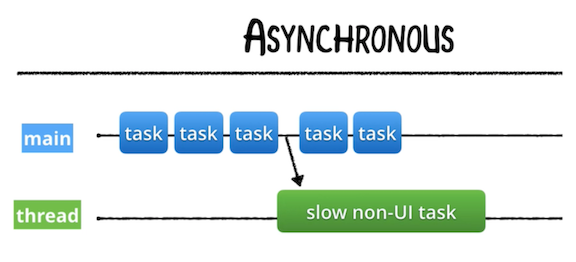 ASYNCHRONOUS
main task task task task task
thread slow non-UI task